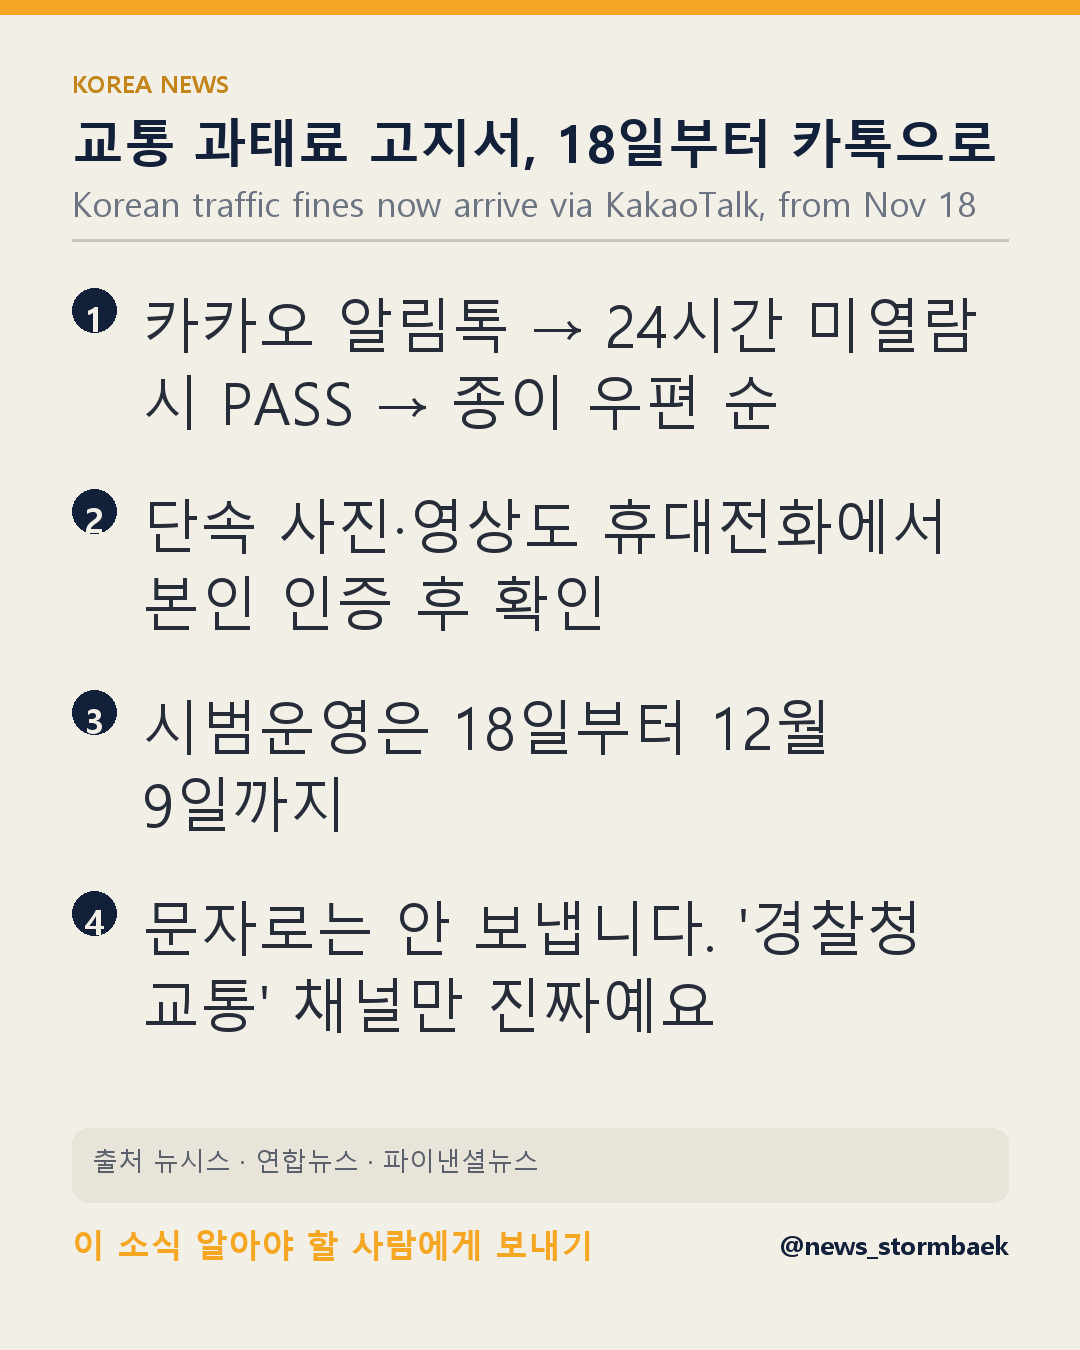 KOREA NEWS
교통 과태료 고지서, 18일부터 카톡으로
Korean traffic fines now arrive via KakaoTalk, from Nov 18
1 카카오 알림톡 → 24시간 미열람
시 PASS → 종이 우편 순
2 단속 사진·영상도 휴대전화에서
본인 인증 후 확인
3 시범운영은 18일부터 12월
9일까지
4 문자로는 안 보냅니다. '경찰청
교통' 채널만 진짜예요
출처 뉴시스 · 연합뉴스 · 파이낸셜뉴스
이 소식 알아야 할 사람에게 보내기
@news_stormbaek